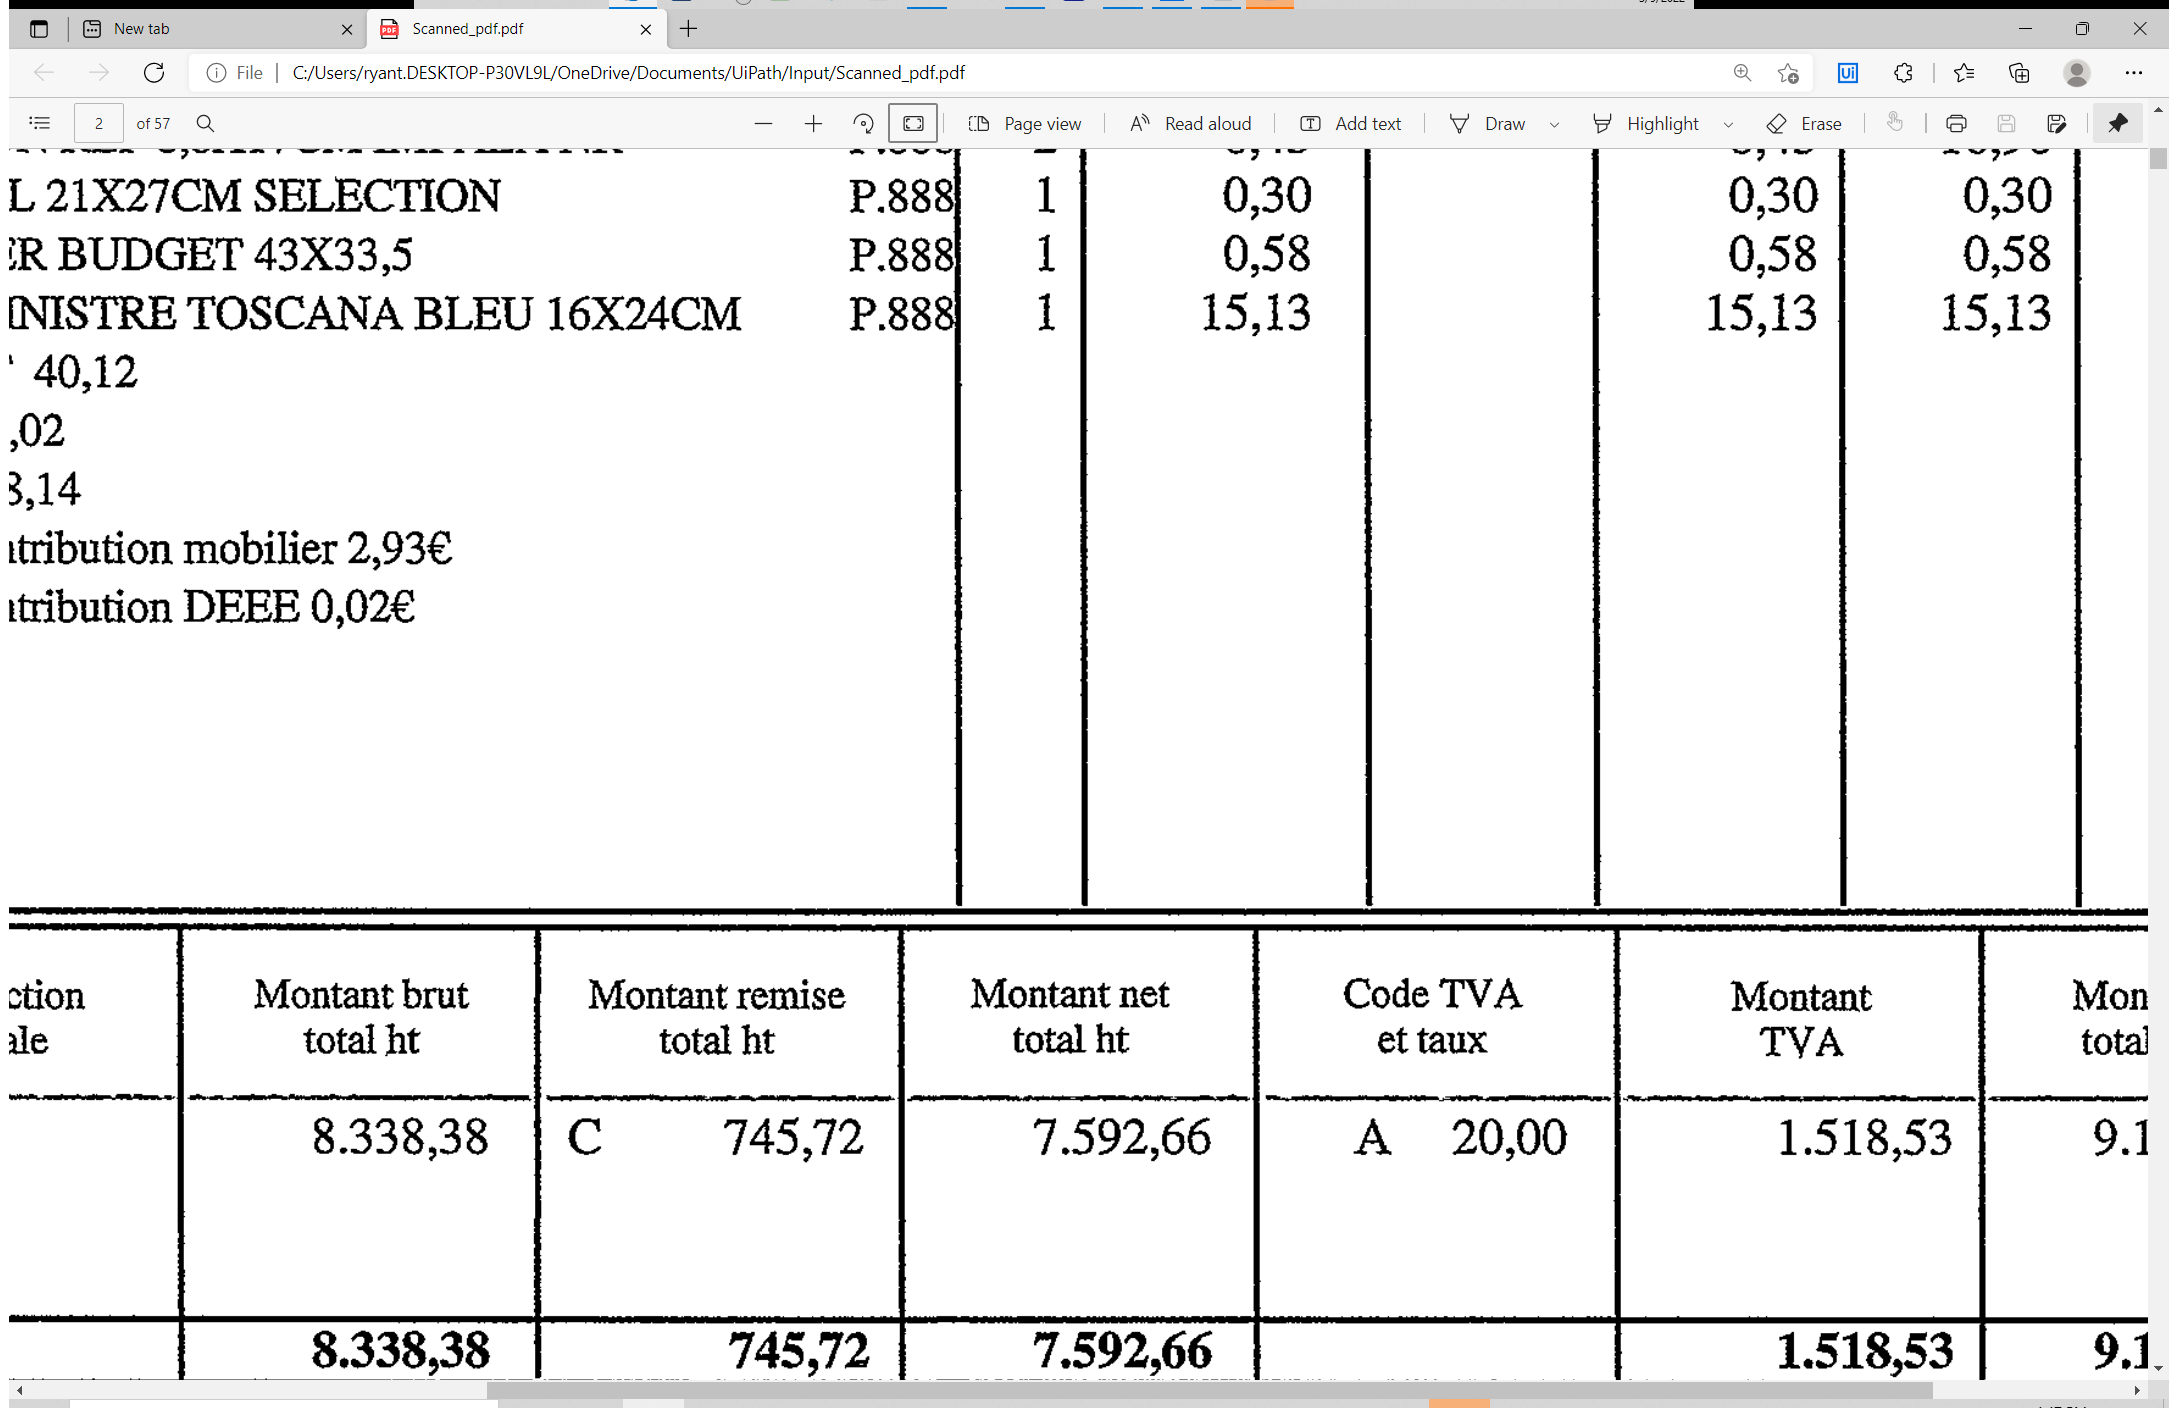 New tab
Scanned_pdf.pdf
File
C:/Users/ryant.DESKTOP-P30VL9L/OneDrive/Documents/UiPath/Input/Scanned_pdf.pdf
Ui
2 of 57
Page view
Read aloud
Add text
Draw
Highlight
Erase
L 21X27CM SELECTION P.888 1 0,30 0,30 0,30
ER BUDGET 43X33,5 P.888 1 0,58 0,58 0,58
INISTRE TOSCANA BLEU 16X24CM P.888 1 15,13 15,13 15,13
40,12
,02
8,14
tribution mobilier 2,93€
tribution DEEE 0,02€
ction Montant brut Montant remise Montant net Code TVA Montant Mon
ale total ht total ht total ht et taux TVA total
8.338,38 C 745,72 7.592,66 A 20,00 1.518,53 9.1
8.338,38 745,72 7.592,66 1.518,53 9.1